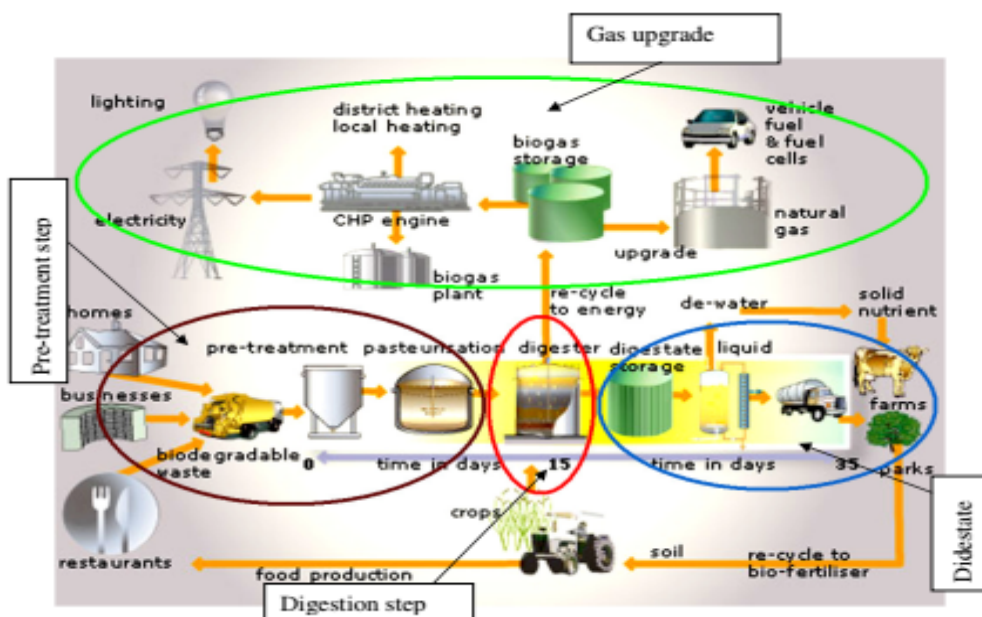 Gas upgrade
lighting
district heating
local heating
biogas
storage
vehicle
fuel
& fuel
cells
electricity
CHP engine
natural
gas
upgrade
biogas
plant
re-cycle
to energy
Pre-treatment step
homes
de-water
solid
nutrient
pre-treatment
pasteurisation
digester
digestate
storage
liquid
businesses
farms
biodegradable
waste
0
time in days
15
time in days
35
parks
crops
restaurants
food production
soil
re-cycle to
bio-fertiliser
Digestion step
Didestate